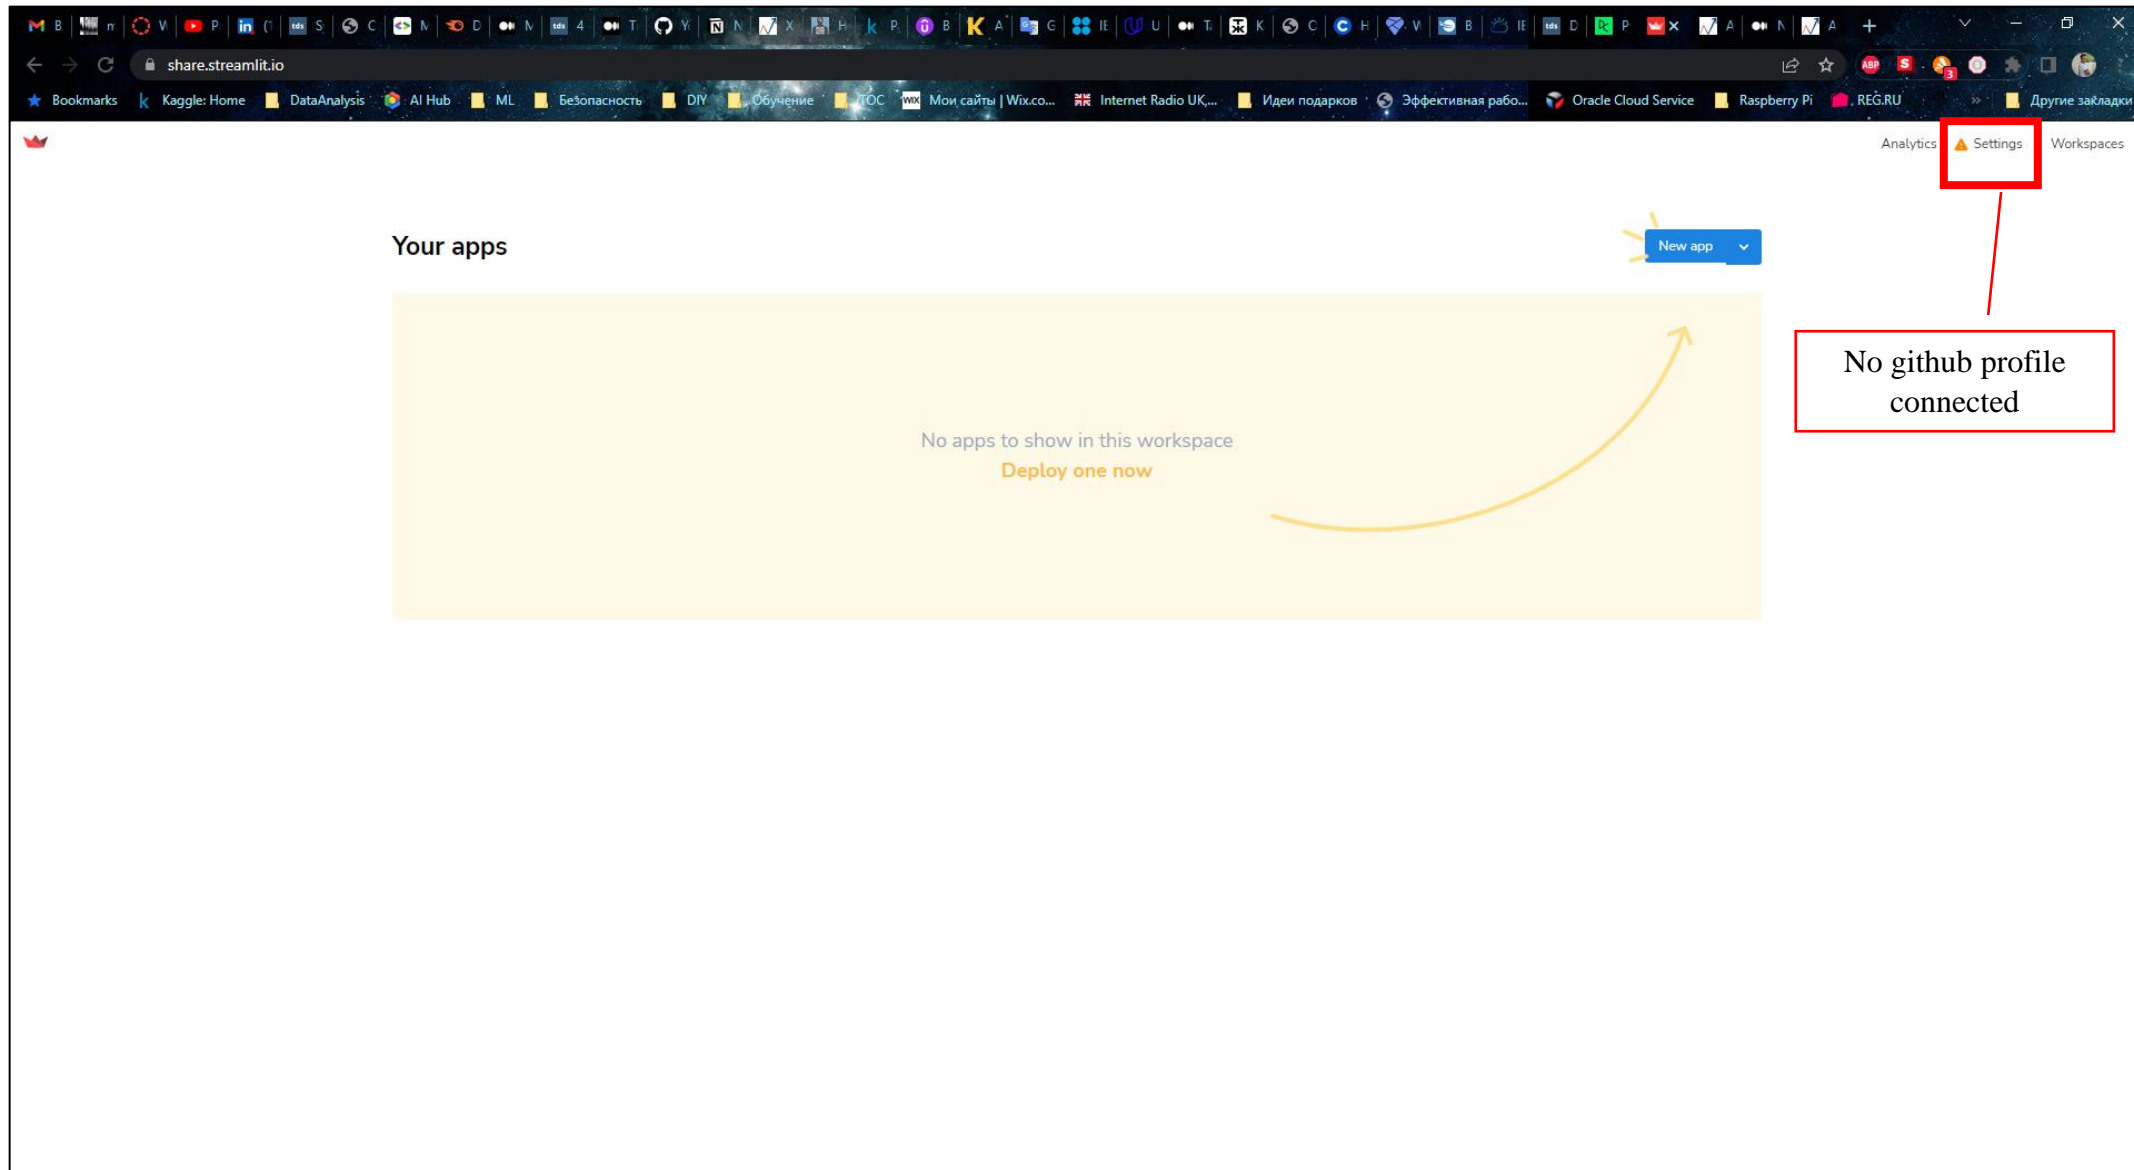 share.streamlit.io
Bookmarks Kaggle: Home DataAnalysis AI Hub ML Безопасность DIY Обучение TOC Мои сайты | Wix.co... Internet Radio UK,... Идеи подарков Эффективная рабо... Oracle Cloud Service Raspberry Pi REG.RU » Другие закладки
Analytics Settings Workspaces
Your apps
New app
No github profile
connected
No apps to show in this workspace
Deploy one now